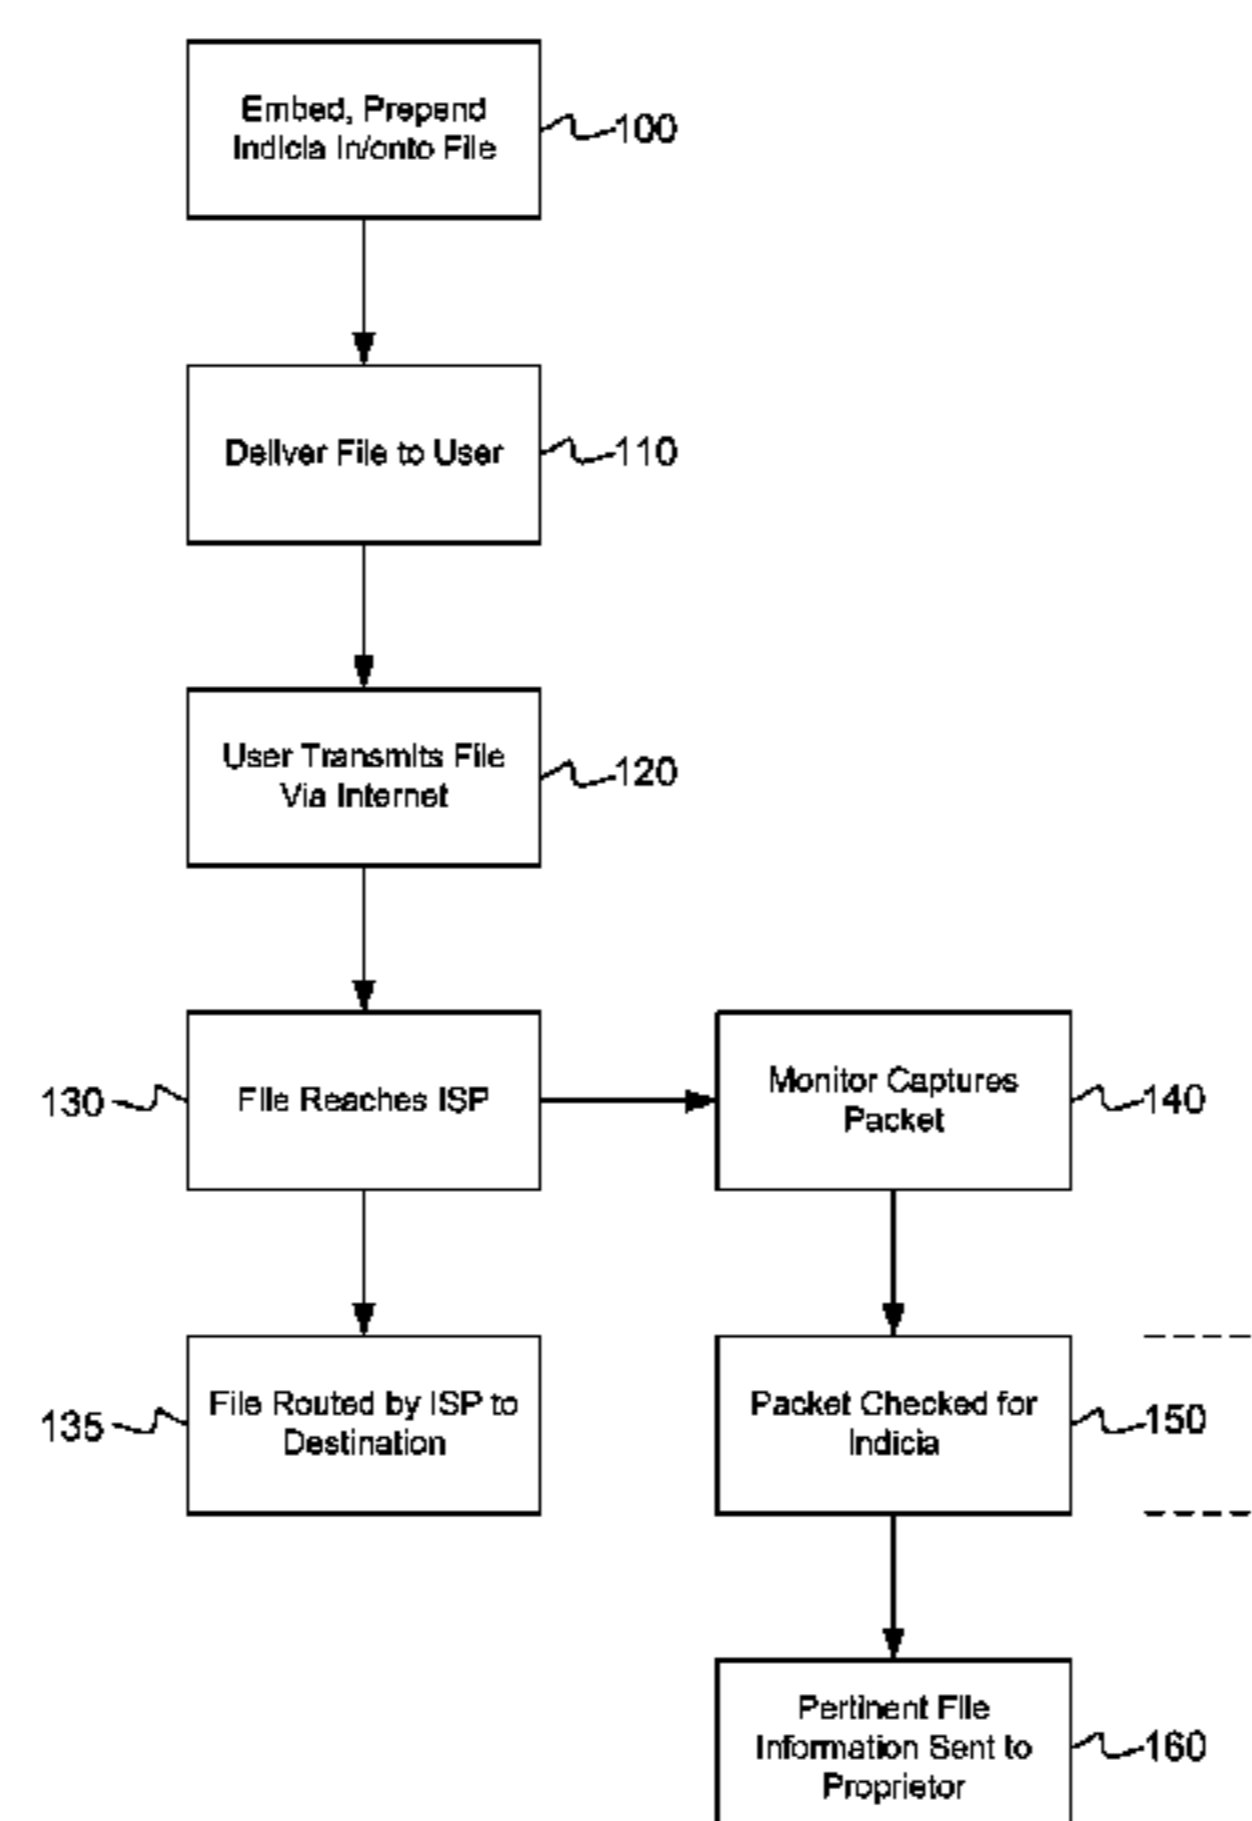 Embed, Prepend
Indicia In/onto File
100
Deliver File to User
110
User Transmits File
Via Internet
120
130
File Reaches ISP
Monitor Captures
Packet
140
135
File Routed by ISP to
Destination
Packet Checked for
Indicia
150
Pertinent File
Information Sent to
Proprietor
160